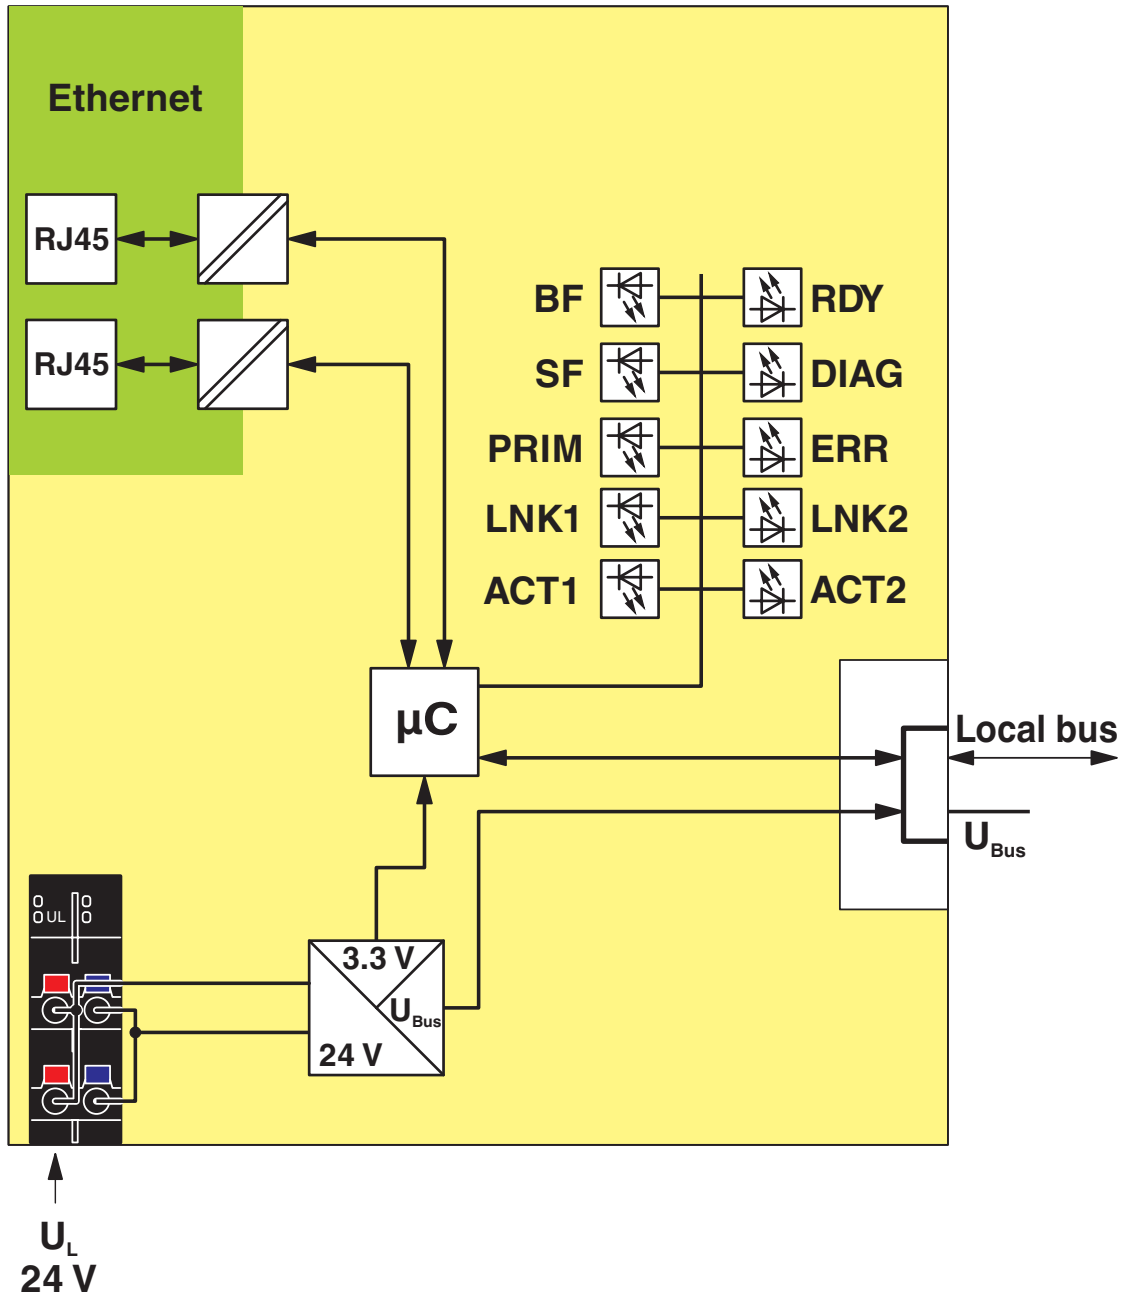 Ethernet
RJ45
RJ45
BF RDY
SF DIAG
PRIM ERR
LNK1 LNK2
ACT1 ACT2
µC
Local bus
UBus
UL
3.3 V
UBus
24 V
UL
24 V